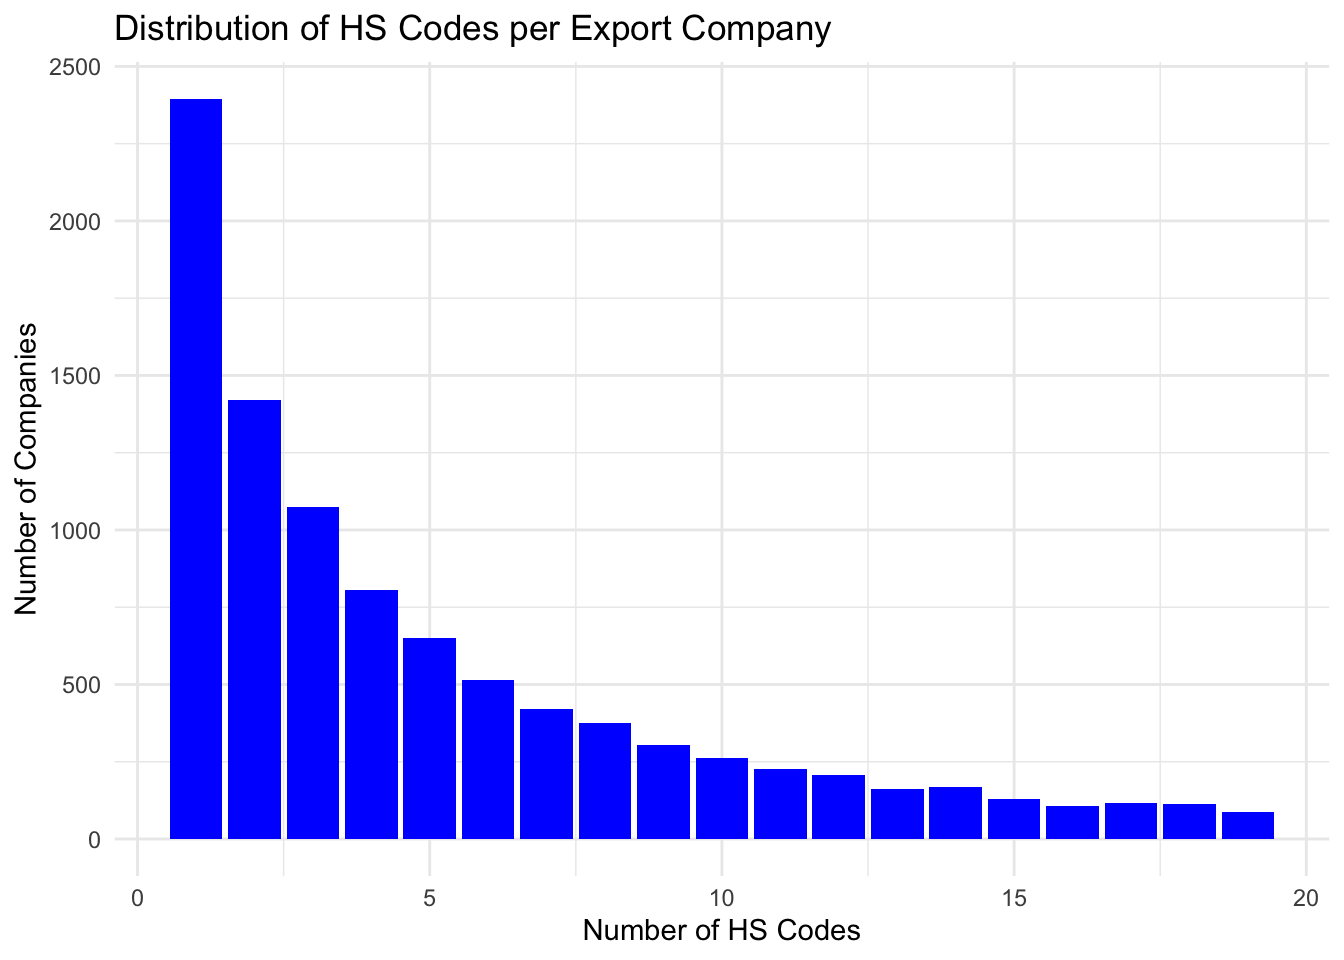 Distribution of HS Codes per Export Company
2500
2000
1500
1000
500
0
Number of Companies
0 5 10 15 20
Number of HS Codes